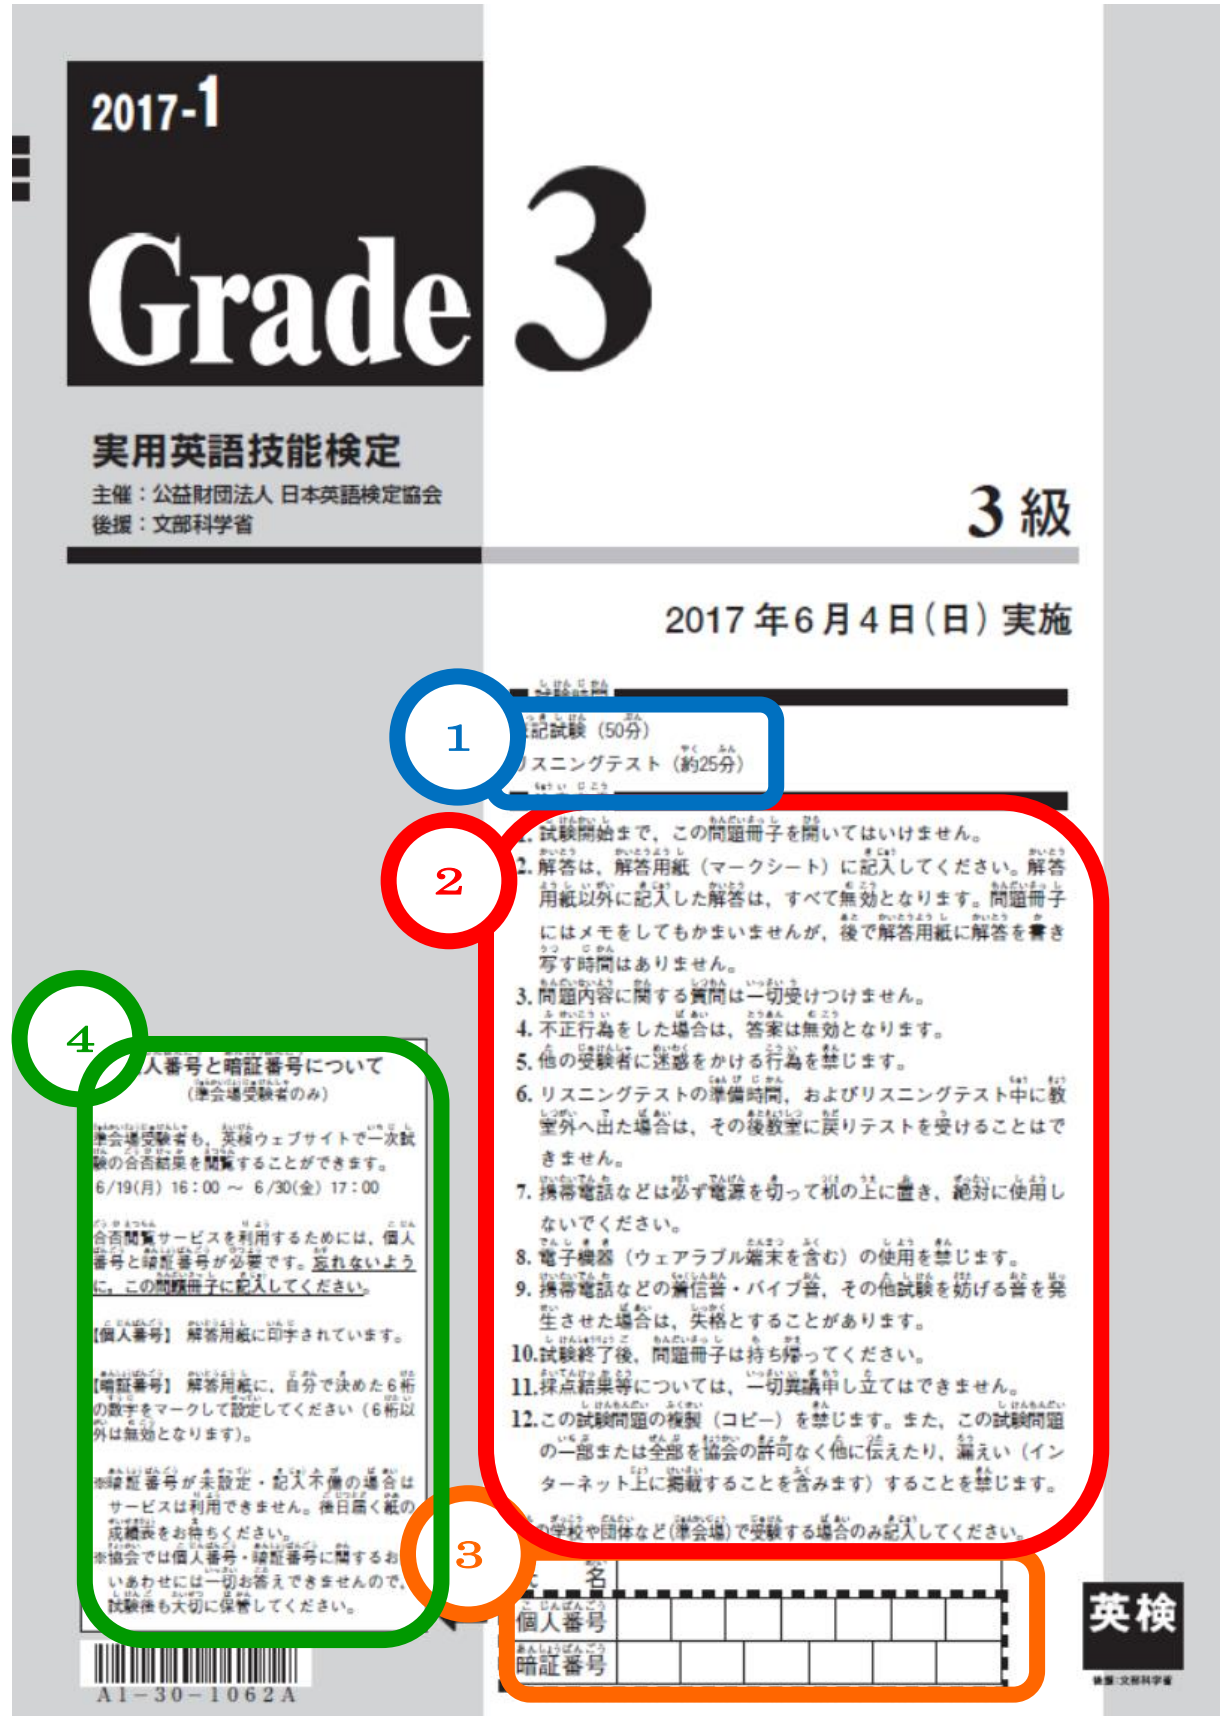 2017-1
Grade 3
実用英語技能検定
主催：公益財団法人 日本英語検定協会
後援：文部科学省
3級
2017年6月4日(日) 実施
試験時間
記試験（50分）
リスニングテスト（約25分）
1
2
1. 試験開始まで、この問題冊子を開いてはいけません。
2. 解答は、解答用紙（マークシート）に記入してください。解答
用紙以外に記入した解答は、すべて無効となります。問題冊子
にはメモをしてもかまいませんが、後で解答用紙に解答を書き
写す時間はありません。
3. 問題内容に関する質問は一切受けつけません。
4. 不正行為をした場合は、答案は無効となります。
5. 他の受験者に迷惑をかける行為を禁じます。
6. リスニングテストの準備時間、およびリスニングテスト中に教
室外へ出た場合は、その後教室に戻りテストを受けることはで
きません。
7. 携帯電話などは必ず電源を切って机の上に置き、絶対に使用し
ないでください。
8. 電子機器（ウェアラブル端末を含む）の使用を禁じます。
9. 携帯電話などの着信音・バイブ音、その他試験を妨げる音を発
生させた場合は、失格とすることがあります。
10. 試験終了後、問題冊子は持ち帰ってください。
11. 採点結果等については、一切異議申し立てはできません。
12. この試験問題の複製（コピー）を禁じます。また、この試験問題
の一部または全部を協会の許可なく他に伝えたり、漏えい（イン
ターネット上に掲載することを含みます）することを禁じます。
の学校や団体など(準会場)で受験する場合のみ記入してください。
3
名
個人番号
暗証番号
4
人番号と暗証番号について
（準会場受験者のみ）
準会場受験者も、英検ウェブサイトで一次試
験の合否結果を閲覧することができます。
6/19(月) 16：00 ～ 6/30(金) 17：00
合否閲覧サービスを利用するためには、個人
番号と暗証番号が必要です。忘れないよう
に、この問題冊子に記入してください。
【個人番号】 解答用紙に印字されています。
【暗証番号】 解答用紙に、自分で決めた6桁
の数字をマークして設定してください（6桁以
外は無効となります）。
※暗証番号が未設定・記入不備の場合は
サービスは利用できません。後日届く紙の
成績表をお待ちください。
※協会では個人番号・暗証番号に関するお
いあわせには一切お答えできませんので、
試験後も大切に保管してください。
A1-30-1062A
英検
後援:文部科学省